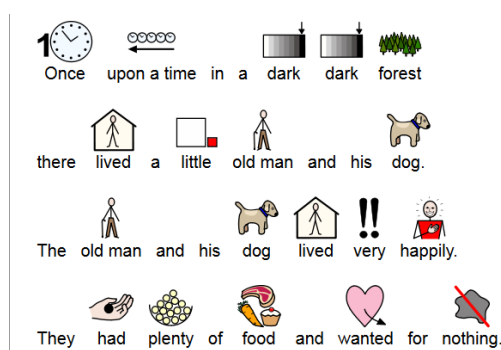 Once upon a time in a dark dark forest
there lived a little old man and his dog.
The old man and his dog lived very happily.
They had plenty of food and wanted for nothing.